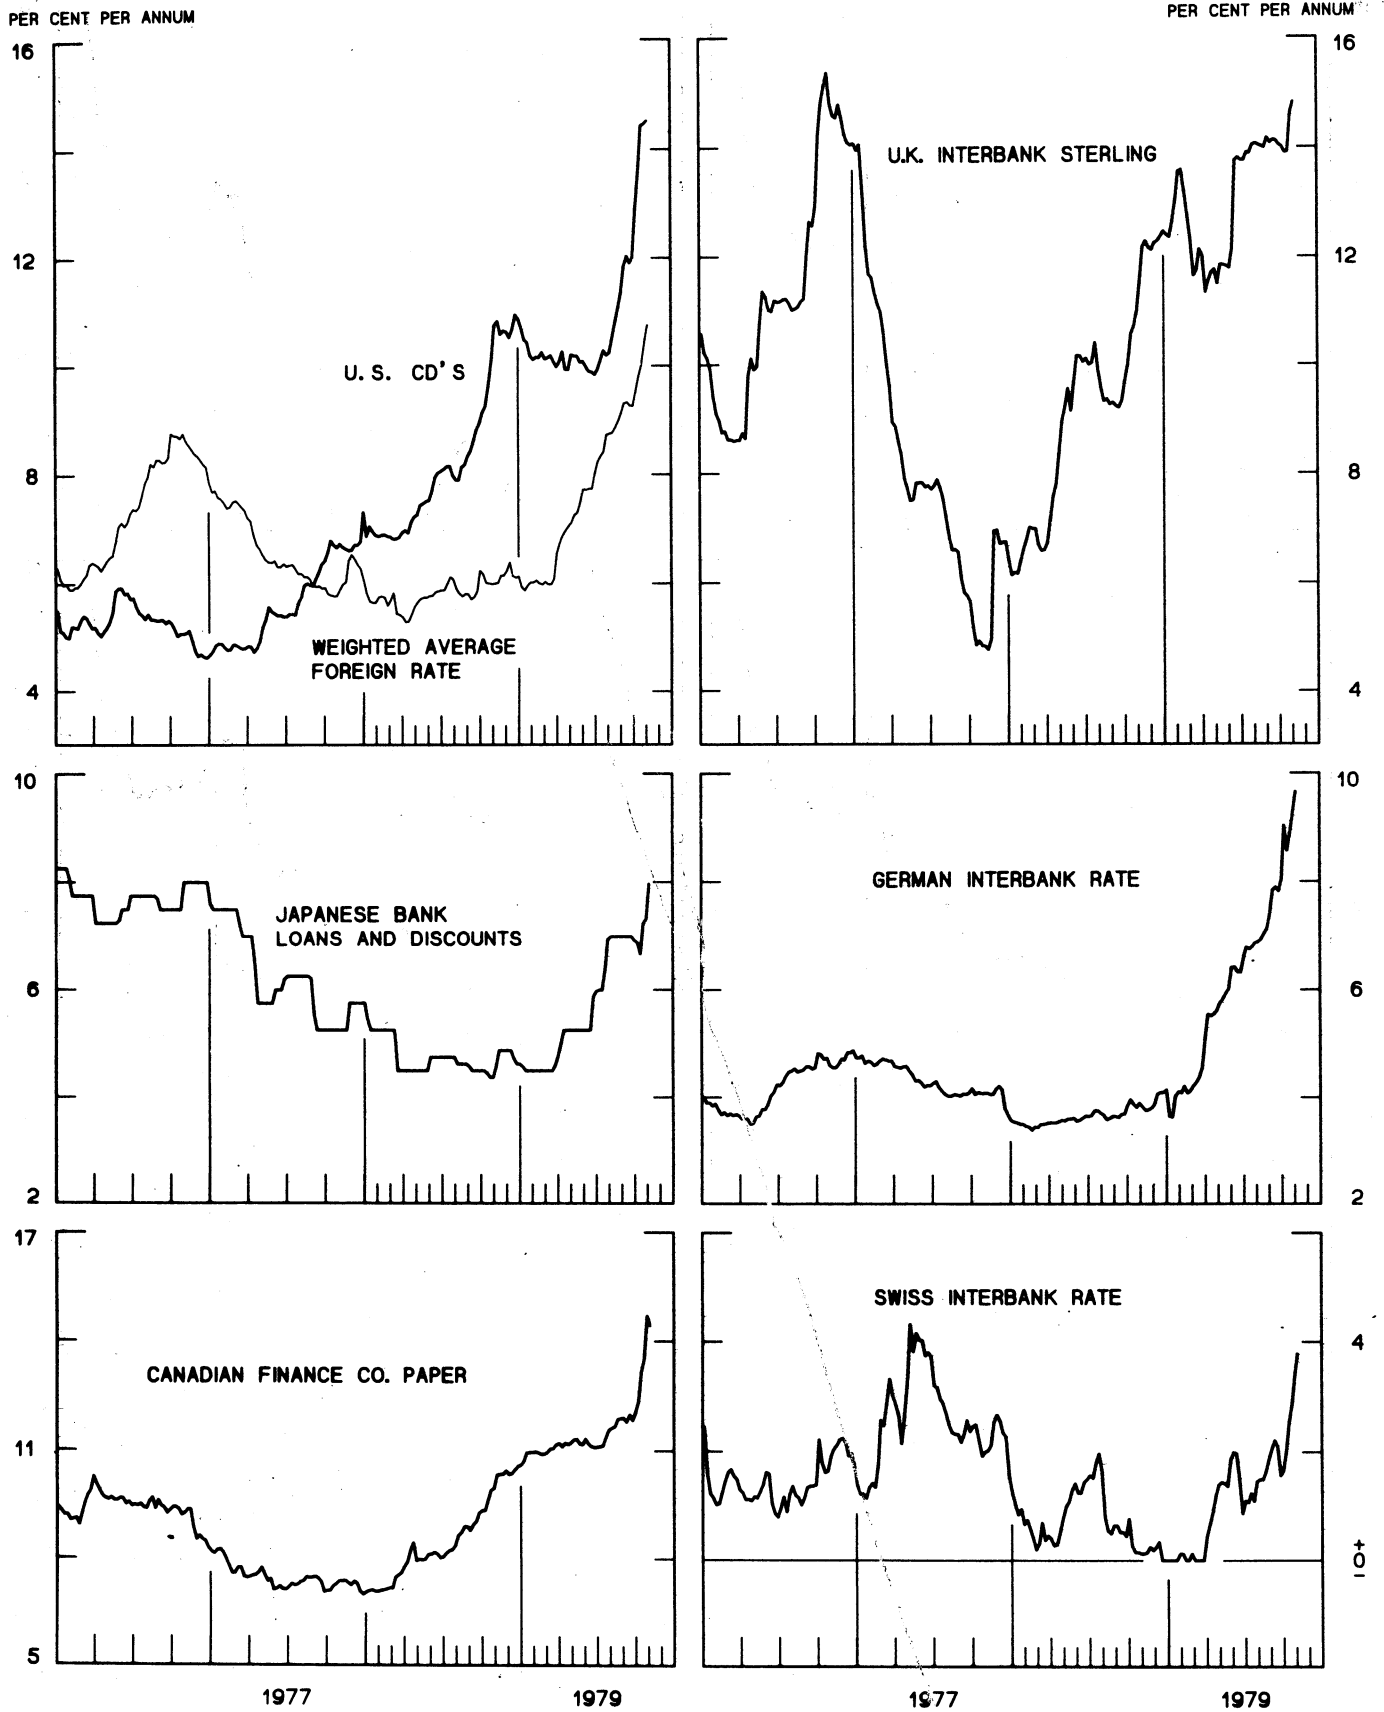 PER CENT PER ANNUM
PER CENT PER ANNUM
16
12
8
4
U.S. CD'S
WEIGHTED AVERAGE
FOREIGN RATE
16
12
8
4
U.K. INTERBANK STERLING
10
6
2
JAPANESE BANK
LOANS AND DISCOUNTS
10
6
2
GERMAN INTERBANK RATE
17
11
5
CANADIAN FINANCE CO. PAPER
SWISS INTERBANK RATE
4
+
0
-
1977
1979
1977
1979